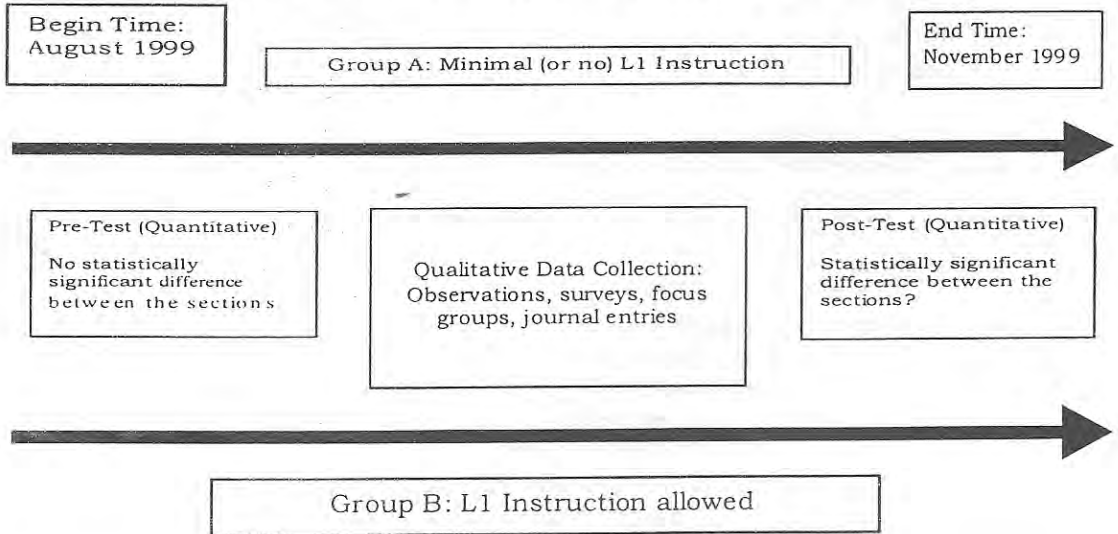 Begin Time:
August 1999
Group A: Minimal (or no) L1 Instruction
End Time:
November 1999
Pre-Test (Quantitative)
No statistically
significant difference
between the sections
Qualitative Data Collection:
Observations, surveys, focus
groups, journal entries
Post-Test (Quantitative)
Statistically significant
difference between the
sections?
Group B: L1 Instruction allowed